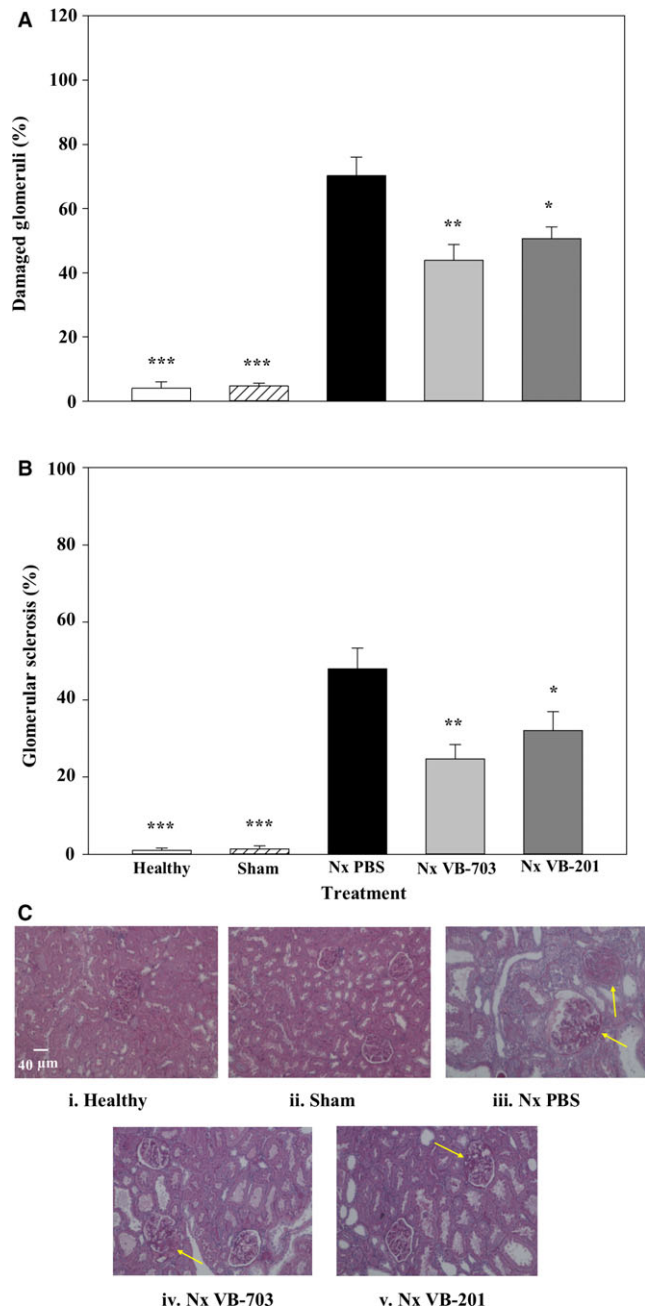 A
120
100
80
60
40
20
0
Damaged glomeruli (%)
*** *** ** *
B
100
80
60
40
20
0
Glomerular sclerosis (%)
*** *** ** *
Healthy Sham Nx PBS Nx VB-703 Nx VB-201
Treatment
C
40 µm
i. Healthy ii. Sham iii. Nx PBS
iv. Nx VB-703 v. Nx VB-201